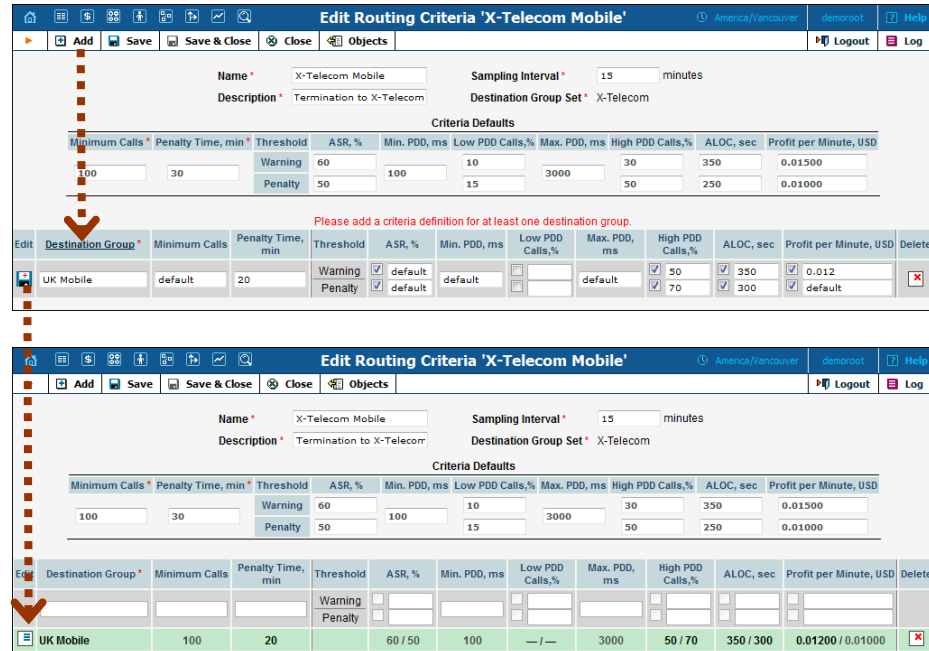 Edit Routing Criteria 'X-Telecom Mobile' America/Vancouver demoroot ? Help
Add Save Save & Close Close Objects Logout Log
Name * X-Telecom Mobile Sampling Interval * 15 minutes
Description * Termination to X-Telecom Destination Group Set * X-Telecom
Criteria Defaults
Minimum Calls * Penalty Time, min * Threshold ASR, % Min. PDD, ms Low PDD Calls,% Max. PDD, ms High PDD Calls,% ALOC, sec Profit per Minute, USD
Warning 60 10 30 350 0.01500
100 30 100 3000
Penalty 50 15 50 250 0.01000
Please add a criteria definition for at least one destination group.
Edit Destination Group * Minimum Calls Penalty Time, min Threshold ASR, % Min. PDD, ms Low PDD Calls,% Max. PDD, ms High PDD Calls,% ALOC, sec Profit per Minute, USD Delete
Warning default 50 350 0.012
UK Mobile default 20 default default
Penalty default 70 300 default
Edit Routing Criteria 'X-Telecom Mobile' America/Vancouver demoroot ? Help
Add Save Save & Close Close Objects Logout Log
Name * X-Telecom Mobile Sampling Interval * 15 minutes
Description * Termination to X-Telecom Destination Group Set * X-Telecom
Criteria Defaults
Minimum Calls * Penalty Time, min * Threshold ASR, % Min. PDD, ms Low PDD Calls,% Max. PDD, ms High PDD Calls,% ALOC, sec Profit per Minute, USD
Warning 60 10 30 350 0.01500
100 30 100 3000
Penalty 50 15 50 250 0.01000
Edit Destination Group * Minimum Calls Penalty Time, min Threshold ASR, % Min. PDD, ms Low PDD Calls,% Max. PDD, ms High PDD Calls,% ALOC, sec Profit per Minute, USD Delete
Warning
Penalty
UK Mobile 100 20 60 / 50 100 — / — 3000 50 / 70 350 / 300 0.01200 / 0.01000